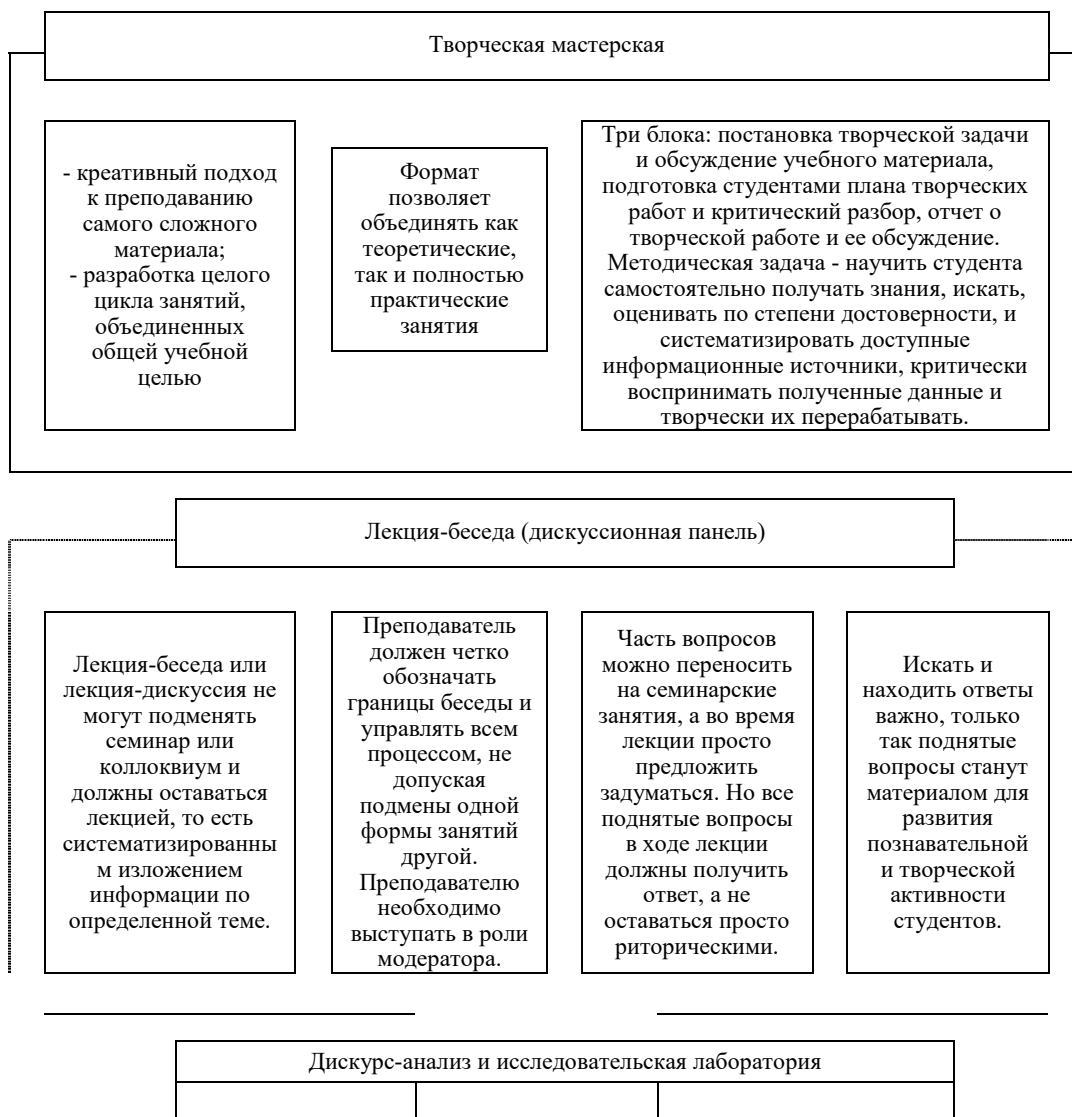 Творческая мастерская
- креативный подход
к преподаванию
самого сложного
материала;
- разработка целого
цикла занятий,
объединенных
общей учебной
целью
Формат
позволяет
объединять как
теоретические,
так и полностью
практические
занятия
Три блока: постановка творческой задачи
и обсуждение учебного материала,
подготовка студентами плана творческих
работ и критический разбор, отчет о
творческой работе и ее обсуждение.
Методическая задача - научить студента
самостоятельно получать знания, искать,
оценивать по степени достоверности, и
систематизировать доступные
информационные источники, критически
воспринимать полученные данные и
творчески их перерабатывать.
Лекция-беседа (дискуссионная панель)
Лекция-беседа или
лекция-дискуссия не
могут подменять
семинар или
коллоквиум и
должны оставаться
лекцией, то есть
систематизированны
м изложением
информации по
определенной теме.
Преподаватель
должен четко
обозначать
границы беседы и
управлять всем
процессом, не
допуская
подмены одной
формы занятий
другой.
Преподавателю
необходимо
выступать в роли
модератора.
Часть вопросов
можно переносить
на семинарские
занятия, а во время
лекции просто
предложить
задуматься. Но все
поднятые вопросы
в ходе лекции
должны получить
ответ, а не
оставаться просто
риторическими.
Искать и
находить ответы
важно, только
так поднятые
вопросы станут
материалом для
развития
познавательной
и творческой
активности
студентов.
Дискурс-анализ и исследовательская лаборатория